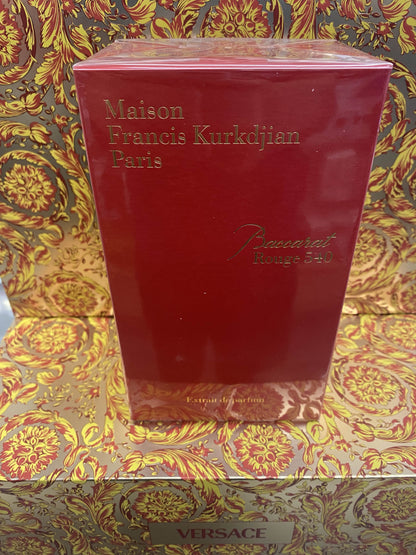 Maison
Francis Kurkdjian
Paris
Baccarat
Rouge 540
Extrait de parfum
VERSACE